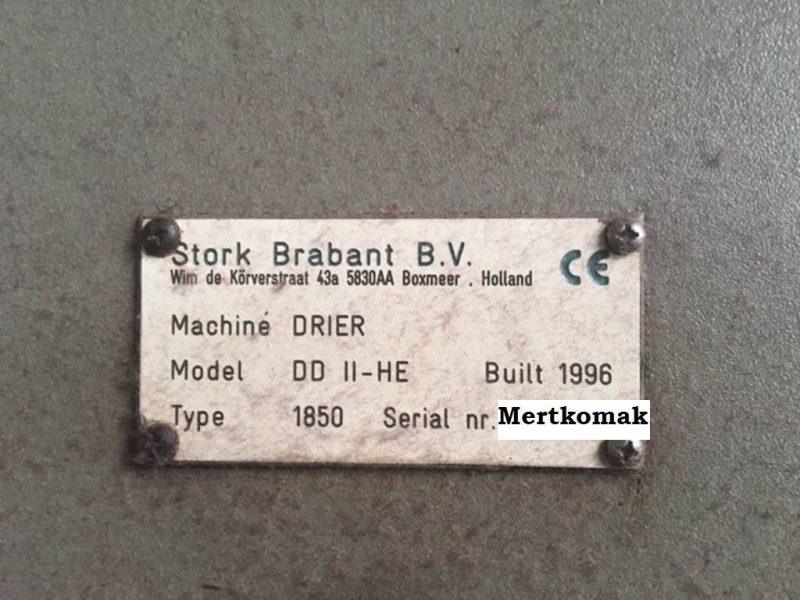 Stork Brabant B.V.
Wim de Körverstraat 43a 5830AA Boxmeer . Holland
CE
Machine DRIER
Model DD II-HE Built 1996
Type 1850 Serial nr. Mertkomak